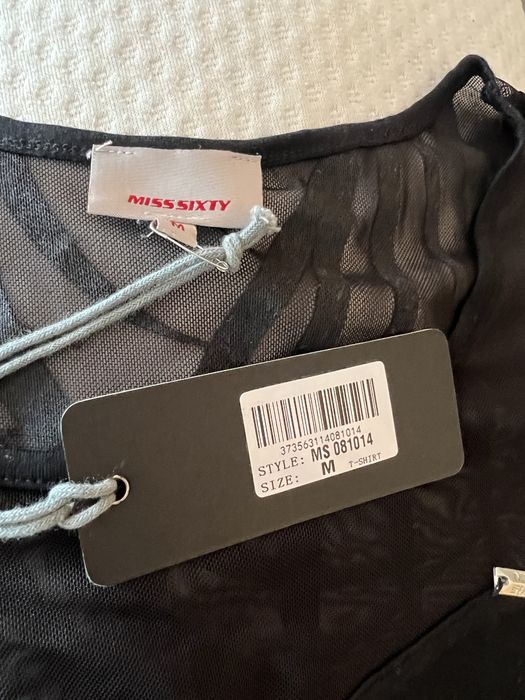 MISS SIXTY
M
373563114081014
STYLE: MS 081014
SIZE: M T-SHIRT